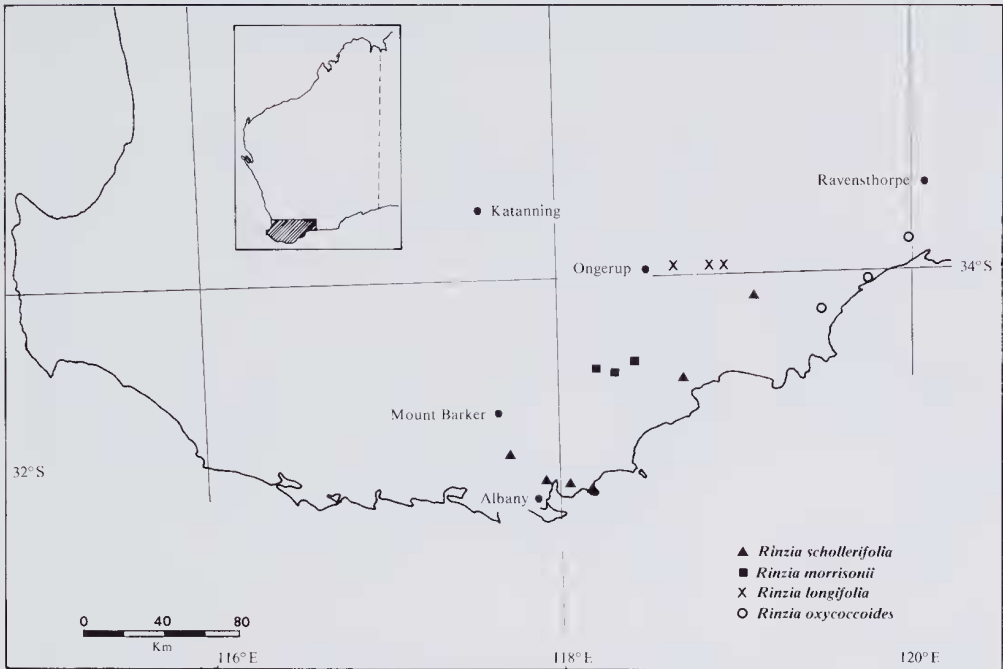 Ravensthorpe
Katanning
Ongerup
34°S
Mount Barker
32°S
Albany
▲ Rinzia schollerifolia
■ Rinzia morrisonii
X Rinzia longifolia
O Rinzia oxycoccoides
0 40 80
Km
116°E 118°E 120°E